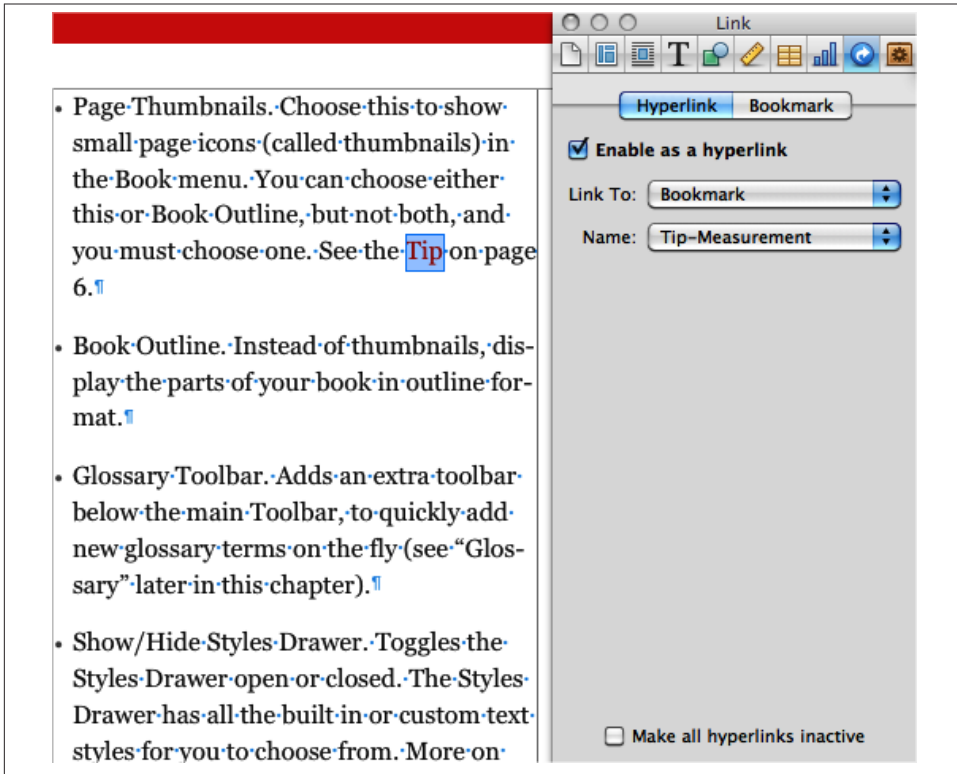 • Page Thumbnails. Choose this to show
small page icons (called thumbnails) in
the Book menu. You can choose either
this or Book Outline, but not both, and
you must choose one. See the Tip on page
6.¶
• Book Outline. Instead of thumbnails, dis-
play the parts of your book in outline for-
mat.¶
• Glossary Toolbar. Adds an extra toolbar
below the main Toolbar, to quickly add
new glossary terms on the fly (see “Glos-
sary” later in this chapter).¶
• Show/Hide Styles Drawer. Toggles the
Styles Drawer open or closed. The Styles
Drawer has all the built in or custom text
styles for you to choose from. More on
Link
T
Hyperlink Bookmark
Enable as a hyperlink
Link To: Bookmark
Name: Tip-Measurement
Make all hyperlinks inactive